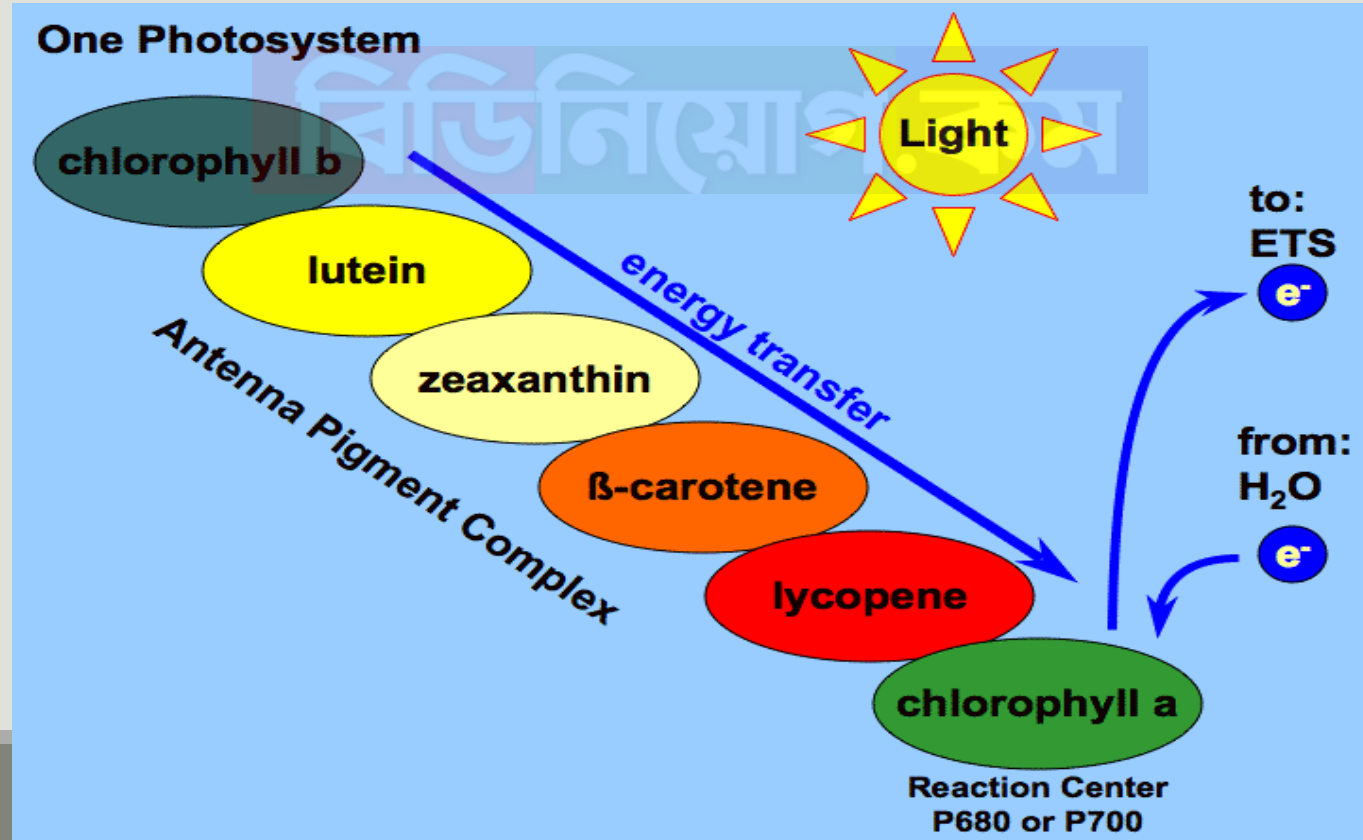 One Photosystem
বিডিনিয়োগ.কম
Light
chlorophyll b
lutein
zeaxanthin
ß-carotene
lycopene
chlorophyll a
energy transfer
Antenna Pigment Complex
to:
ETS
e⁻
from:
H₂O
e⁻
Reaction Center
P680 or P700